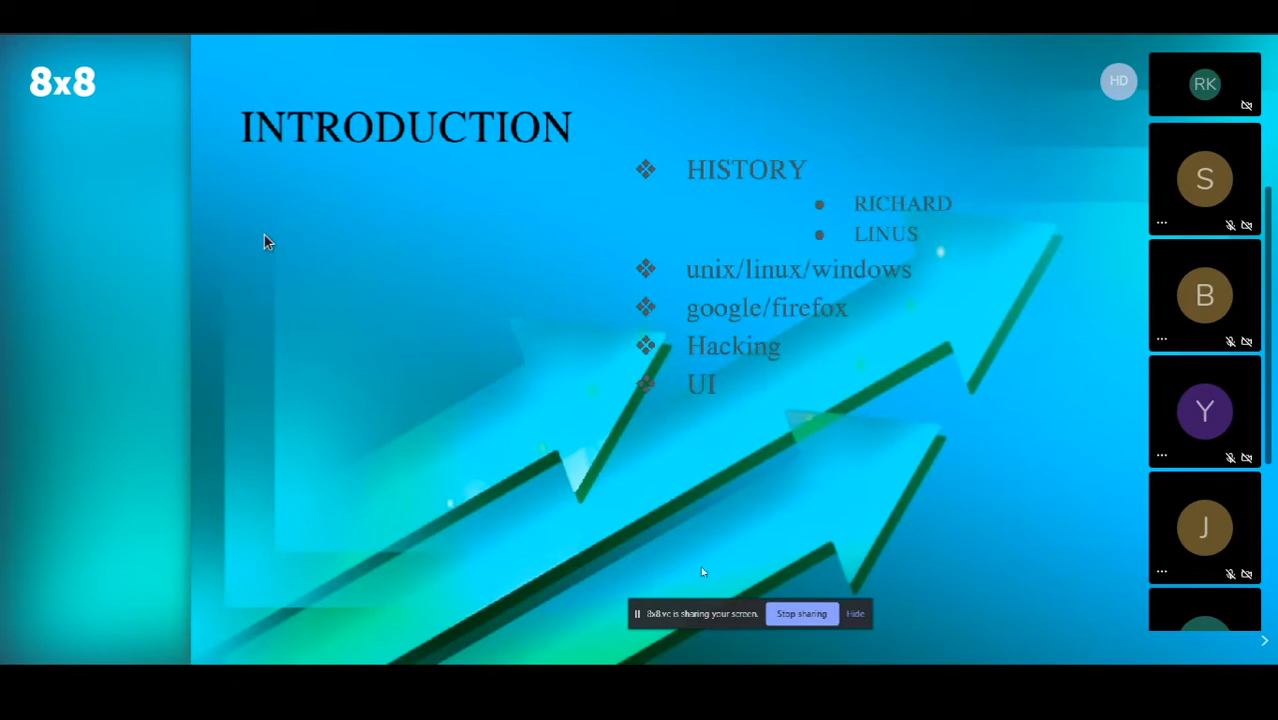 8x8
INTRODUCTION
HISTORY
RICHARD
LINUS
unix/linux/windows
google/firefox
Hacking
UI
HD
RK
S
B
Y
J
8x8.vc is sharing your screen.
Stop sharing
Hide